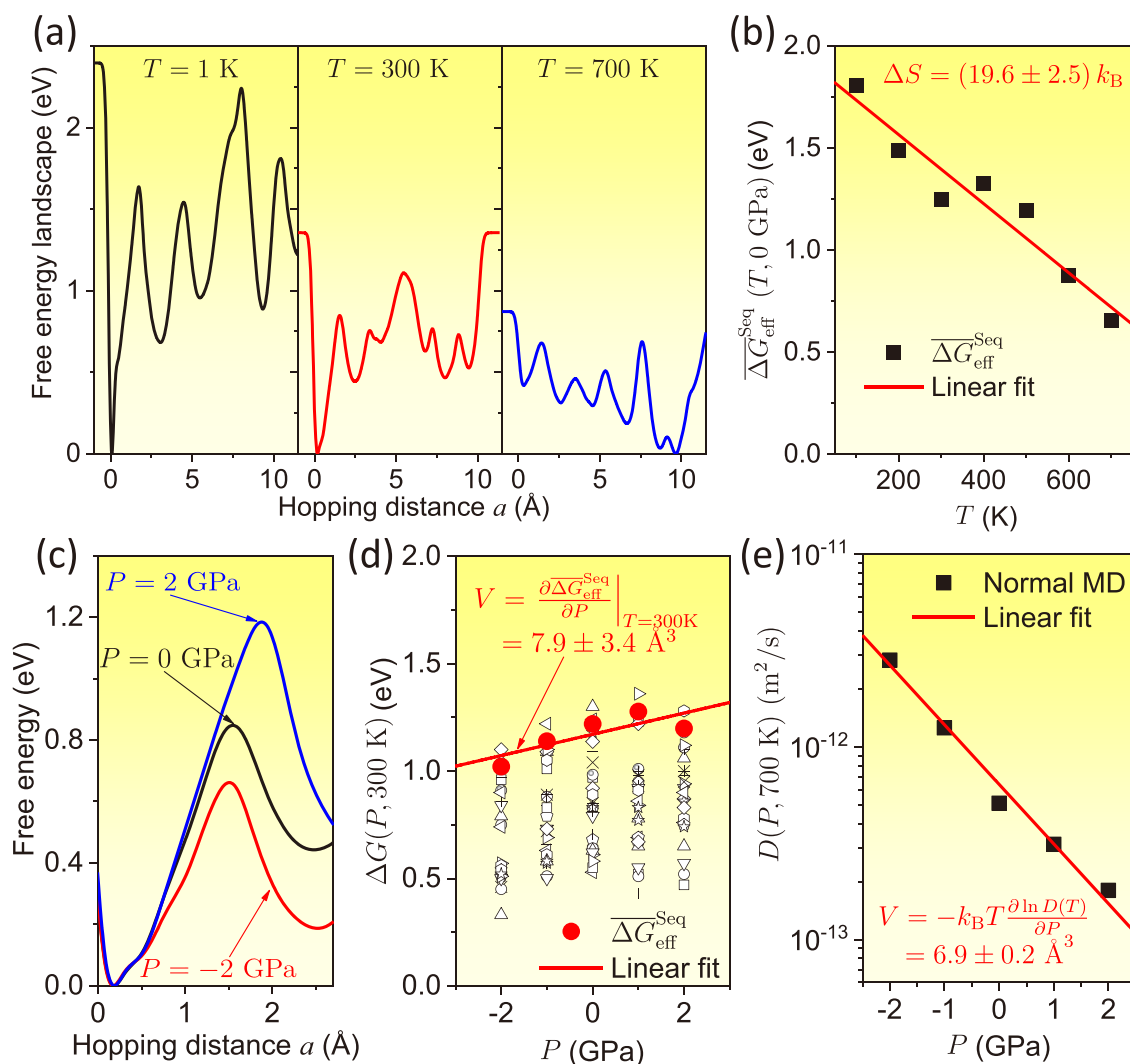 (a)
T = 1 K
T = 300 K
T = 700 K
Free energy landscape (eV)
2
1
0
0 5 10
0 5 10
0 5 10
Hopping distance a (Å)
(b)
ΔS = (19.6 ± 2.5) k_B
\overline{ΔG}_{eff}^{Seq} (T, 0 GPa) (eV)
2.0
1.5
1.0
0.5
0
\overline{ΔG}_{eff}^{Seq}
Linear fit
200 400 600
T (K)
(c)
P = 2 GPa
P = 0 GPa
P = −2 GPa
Free energy (eV)
1.2
0.8
0.4
0.0
0 1 2
Hopping distance a (Å)
(d)
V = \frac{∂\overline{ΔG}_{eff}^{Seq}}{∂P}|_{T=300K}
= 7.9 ± 3.4 Å^3
ΔG(P, 300 K) (eV)
2.0
1.5
1.0
0.5
0
\overline{ΔG}_{eff}^{Seq}
Linear fit
-2 0 2
P (GPa)
(e)
Normal MD
Linear fit
D(P, 700 K) (m^2/s)
10^{-11}
10^{-12}
10^{-13}
V = −k_B T \frac{∂ ln D(T)}{∂P}
= 6.9 ± 0.2 Å^3
-2 -1 0 1 2
P (GPa)